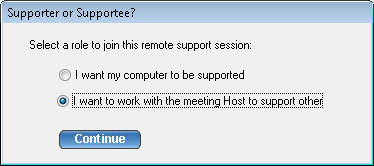 Supporter or Supportee?
Select a role to join this remote support session:
I want my computer to be supported
I want to work with the meeting Host to support other
Continue